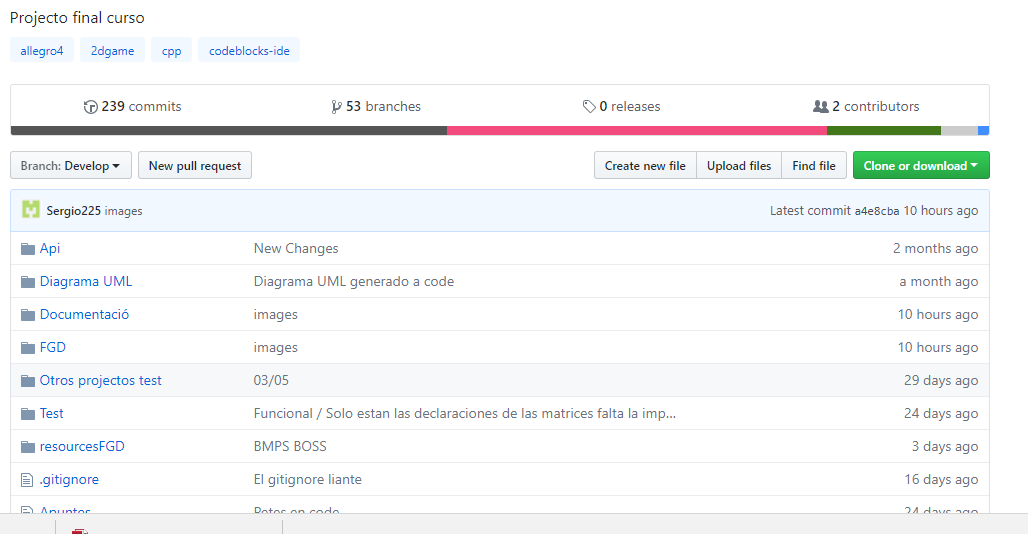 Projecto final curso
allegro4 2dgame cpp codeblocks-ide
239 commits 53 branches 0 releases 2 contributors
Branch: Develop New pull request Create new file Upload files Find file Clone or download
Sergio225 images Latest commit a4e8cba 10 hours ago
Api New Changes 2 months ago
Diagrama UML Diagrama UML generado a code a month ago
Documentació images 10 hours ago
FGD images 10 hours ago
Otros projectos test 03/05 29 days ago
Test Funcional / Solo estan las declaraciones de las matrices falta la imp... 24 days ago
resourcesFGD BMPS BOSS 3 days ago
.gitignore El gitignore liante 16 days ago
Apuntes Petes en code 24 days ago